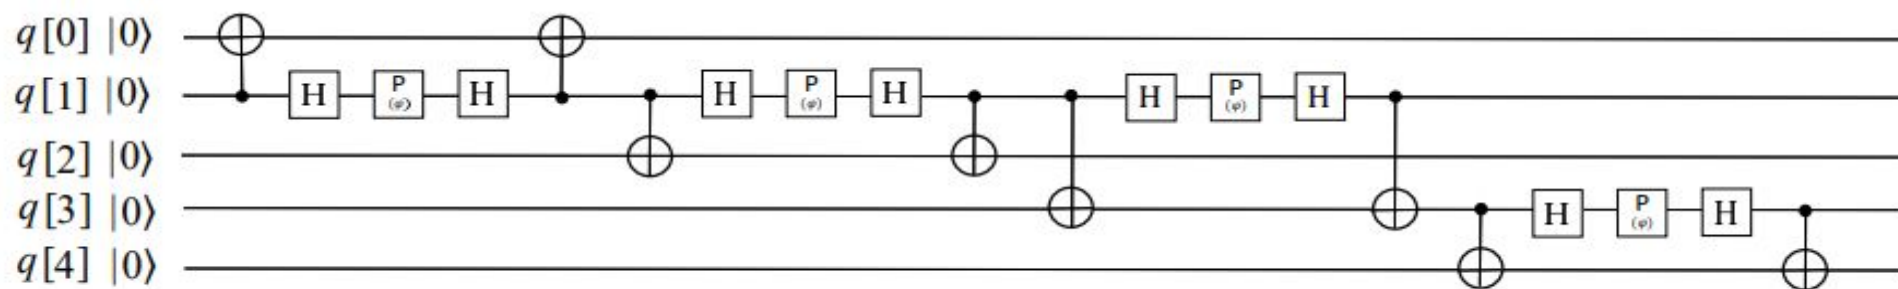 q[0] |0⟩
q[1] |0⟩ H P (φ) H H P (φ) H H P (φ) H
q[2] |0⟩
q[3] |0⟩ H P (φ) H
q[4] |0⟩